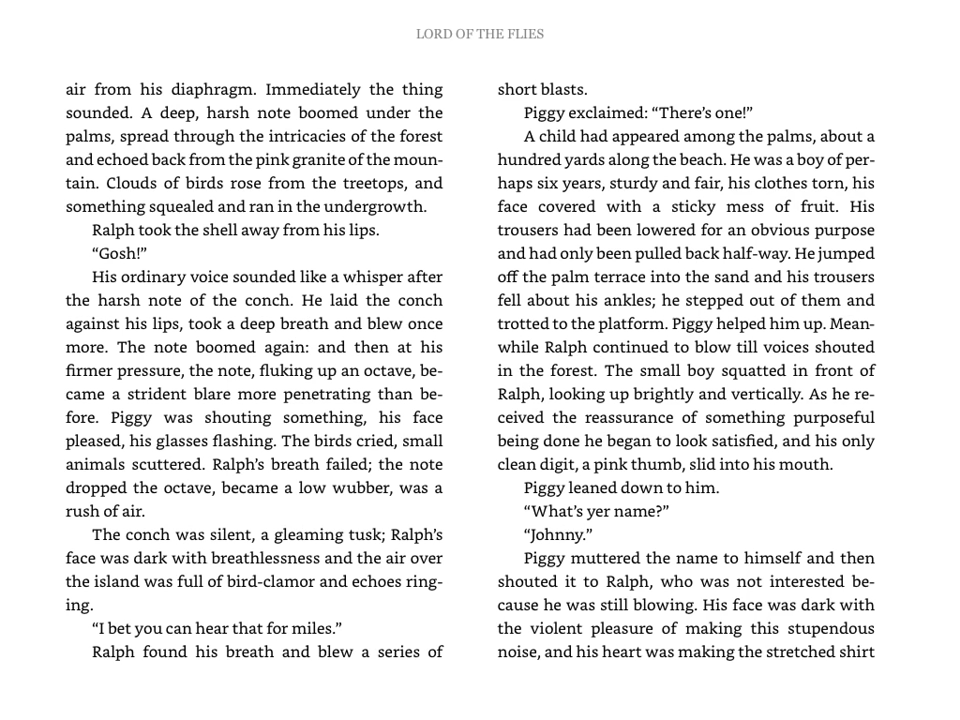 LORD OF THE FLIES
air from his diaphragm. Immediately the thing
sounded. A deep, harsh note boomed under the
palms, spread through the intricacies of the forest
and echoed back from the pink granite of the moun-
tain. Clouds of birds rose from the treetops, and
something squealed and ran in the undergrowth.
Ralph took the shell away from his lips.
“Gosh!”
His ordinary voice sounded like a whisper after
the harsh note of the conch. He laid the conch
against his lips, took a deep breath and blew once
more. The note boomed again: and then at his
firmer pressure, the note, fluking up an octave, be-
came a strident blare more penetrating than be-
fore. Piggy was shouting something, his face
pleased, his glasses flashing. The birds cried, small
animals scuttered. Ralph’s breath failed; the note
dropped the octave, became a low wubber, was a
rush of air.
The conch was silent, a gleaming tusk; Ralph’s
face was dark with breathlessness and the air over
the island was full of bird-clamor and echoes ring-
ing.
“I bet you can hear that for miles.”
Ralph found his breath and blew a series of
short blasts.
Piggy exclaimed: “There’s one!”
A child had appeared among the palms, about a
hundred yards along the beach. He was a boy of per-
haps six years, sturdy and fair, his clothes torn, his
face covered with a sticky mess of fruit. His
trousers had been lowered for an obvious purpose
and had only been pulled back half-way. He jumped
off the palm terrace into the sand and his trousers
fell about his ankles; he stepped out of them and
trotted to the platform. Piggy helped him up. Mean-
while Ralph continued to blow till voices shouted
in the forest. The small boy squatted in front of
Ralph, looking up brightly and vertically. As he re-
ceived the reassurance of something purposeful
being done he began to look satisfied, and his only
clean digit, a pink thumb, slid into his mouth.
Piggy leaned down to him.
“What’s yer name?”
“Johnny.”
Piggy muttered the name to himself and then
shouted it to Ralph, who was not interested be-
cause he was still blowing. His face was dark with
the violent pleasure of making this stupendous
noise, and his heart was making the stretched shirt